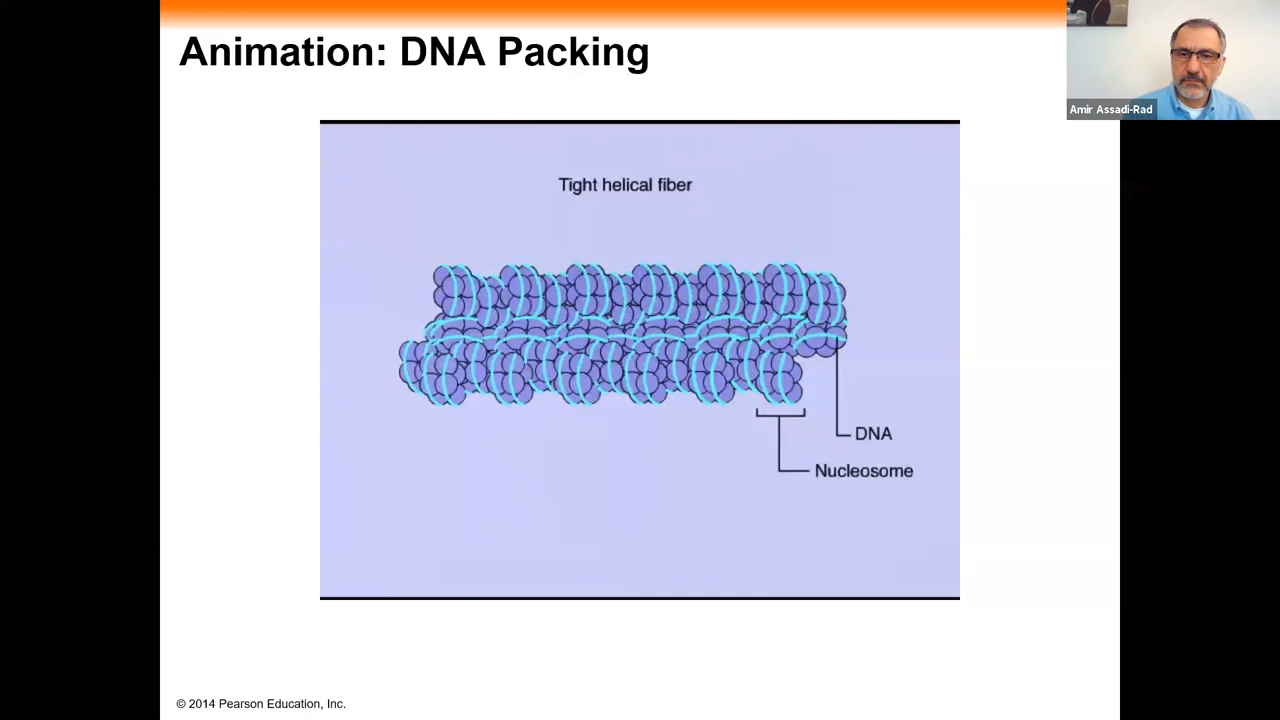 Animation: DNA Packing
Amir Assadi-Rad
Tight helical fiber
DNA
Nucleosome
© 2014 Pearson Education, Inc.